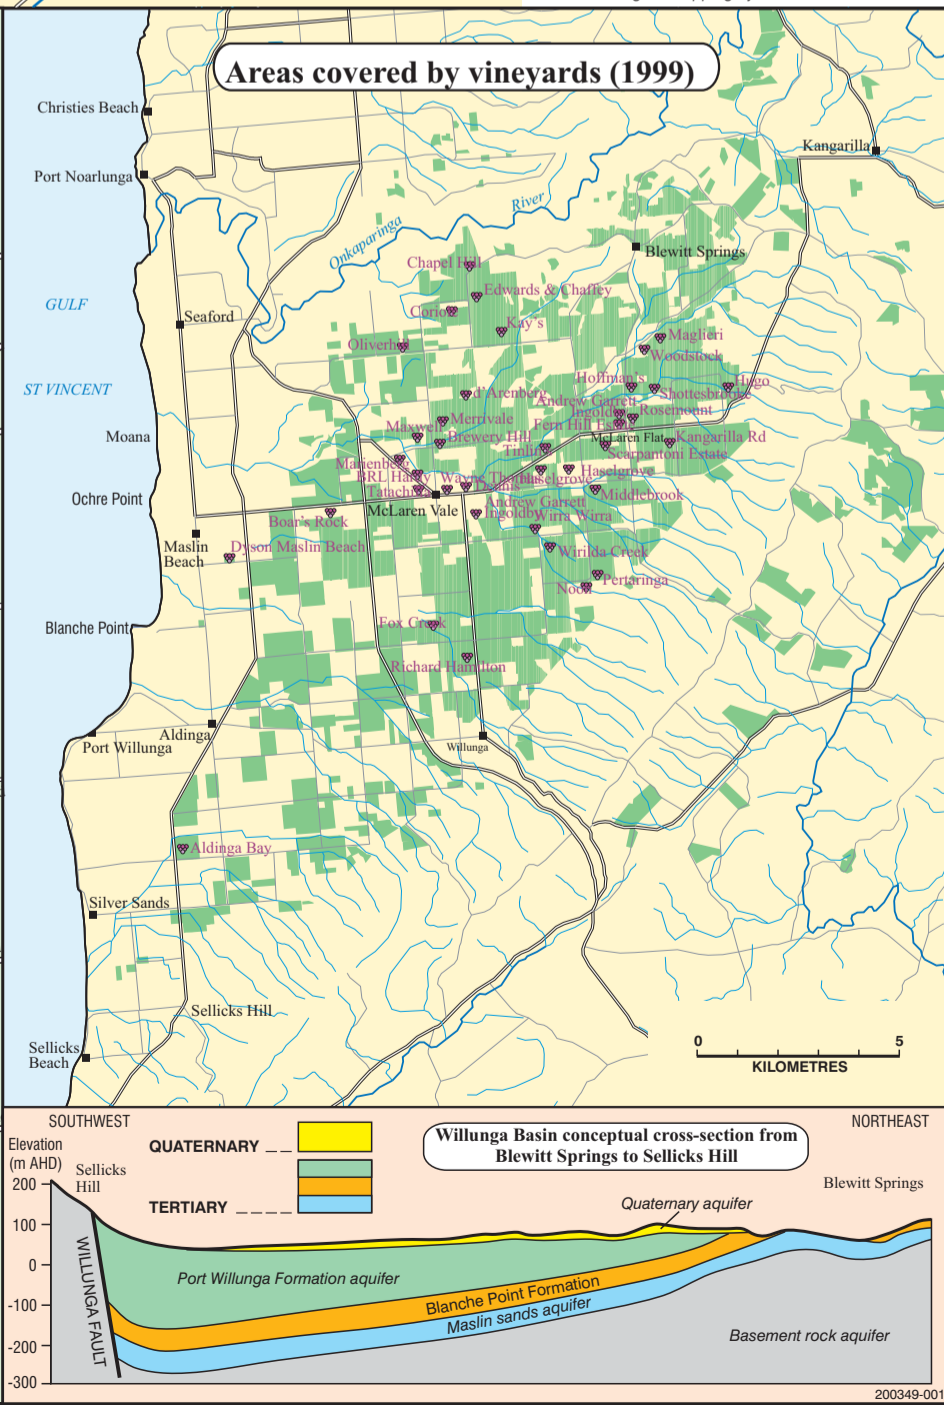 Areas covered by vineyards (1999)
Christies Beach
Kangarilla
Port Noarlunga
River
Onkaparinga
Blewitt Springs
Chapel Hill
Edwards & Chaffey
GULF
Coriole
Seaford
Kay's
Maglieri
Oliverhill
Woodstock
ST VINCENT
Hoffman's
Hugo
d'Arenberg
Shottesbrooke
Andrew Garrett
Ingoldby
Rosemount
Merrivale
Fern Hill Estate
Maxwell
Moana
Brewery Hill
McLaren Flat
Kangarilla Rd
Tinlins
Scarpantoni Estate
Marienberg
Haselgrove
BRL Hardy
Wayne Thomas
Haselgrove
Tatachilla
Dennis
Middlebrook
Ochre Point
McLaren Vale
Andrew Garrett
Ingoldby
Wirra Wirra
Boar's Rock
Maslin
Beach
Dyson Maslin Beach
Wirilda Creek
Pertaringa
Noon
Blanche Point
Fox Creek
Richard Hamilton
Aldinga
Port Willunga
Willunga
Aldinga Bay
Silver Sands
Sellicks Hill
0 5
KILOMETRES
Sellicks
Beach
SOUTHWEST
NORTHEAST
Elevation
(m AHD)
QUATERNARY
Willunga Basin conceptual cross-section from
Blewitt Springs to Sellicks Hill
Sellicks
Hill
Blewitt Springs
200
TERTIARY
Quaternary aquifer
100
0
Port Willunga Formation aquifer
WILLUNGA FAULT
Blanche Point Formation
-100
Maslin sands aquifer
Basement rock aquifer
-200
-300
200349-001